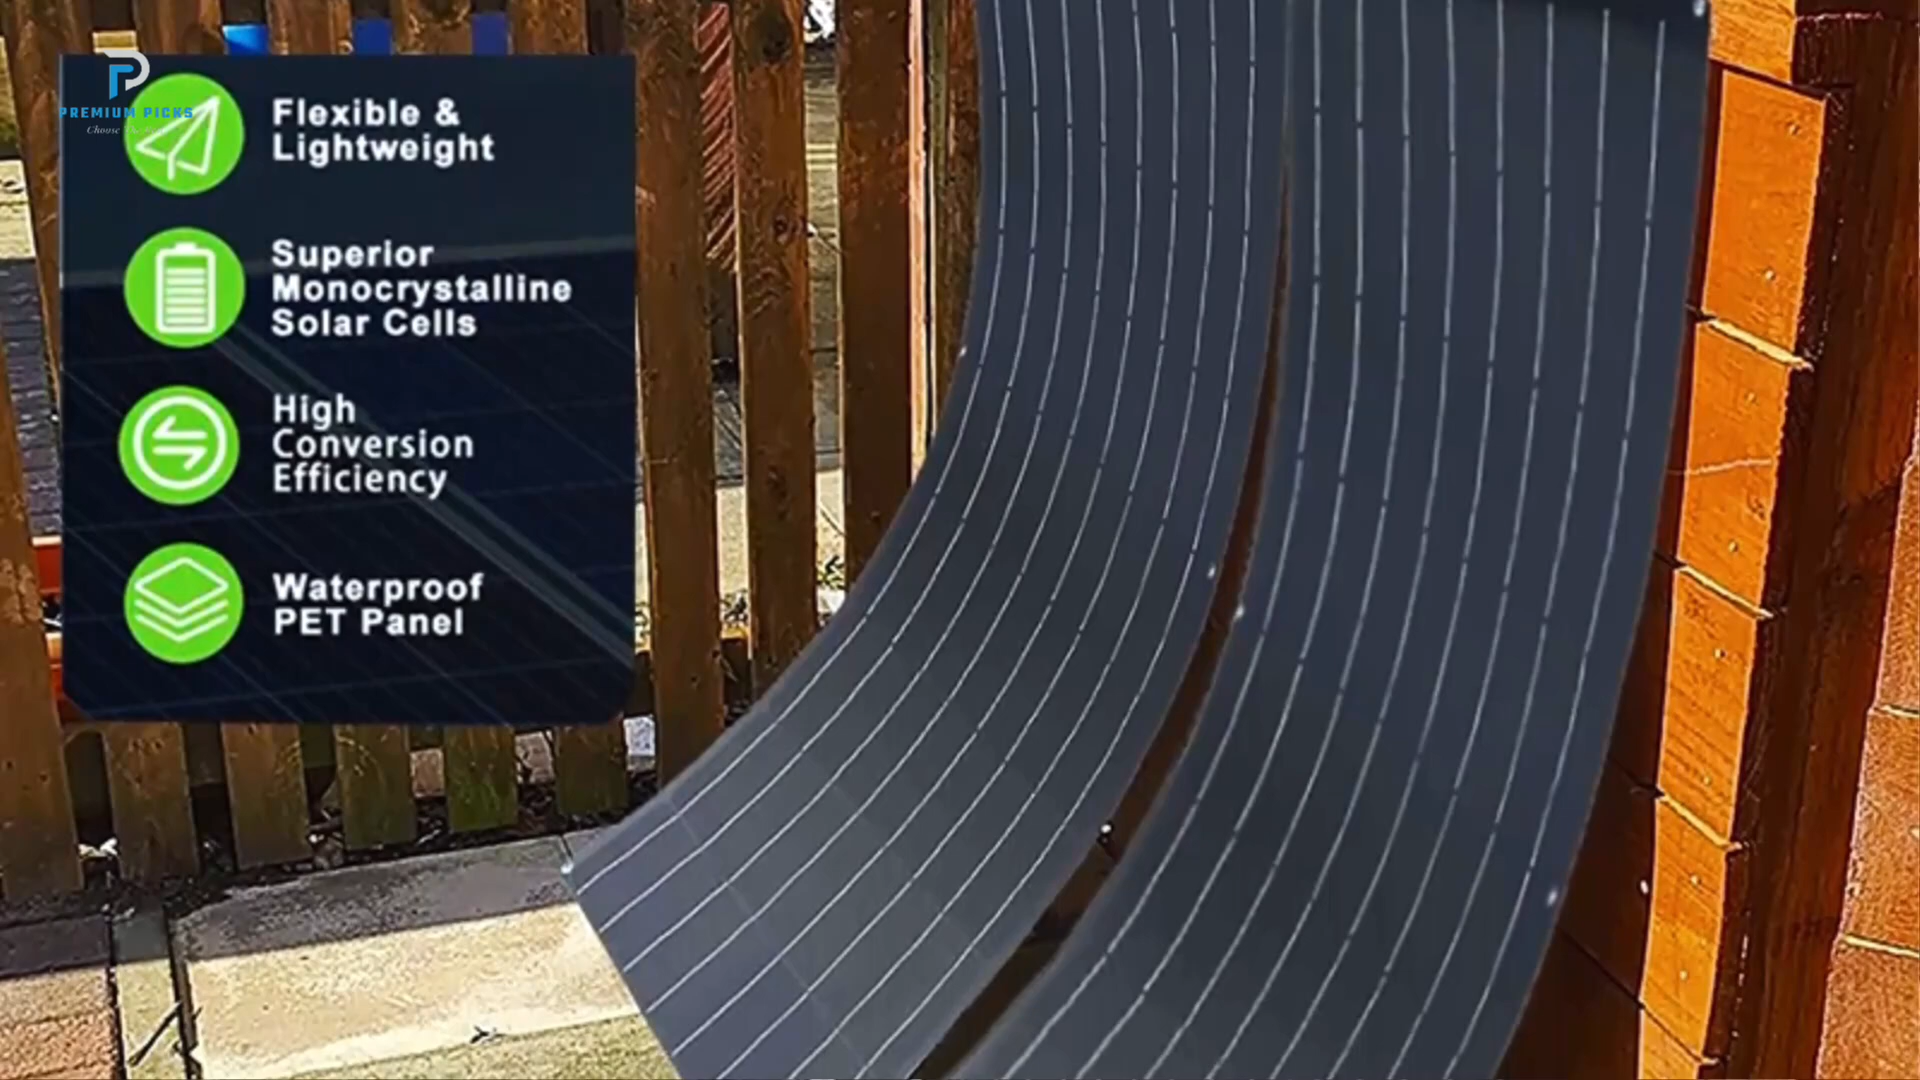 PREMIUM PICKS
Flexible &
Lightweight
Superior
Monocrystalline
Solar Cells
High
Conversion
Efficiency
Waterproof
PET Panel